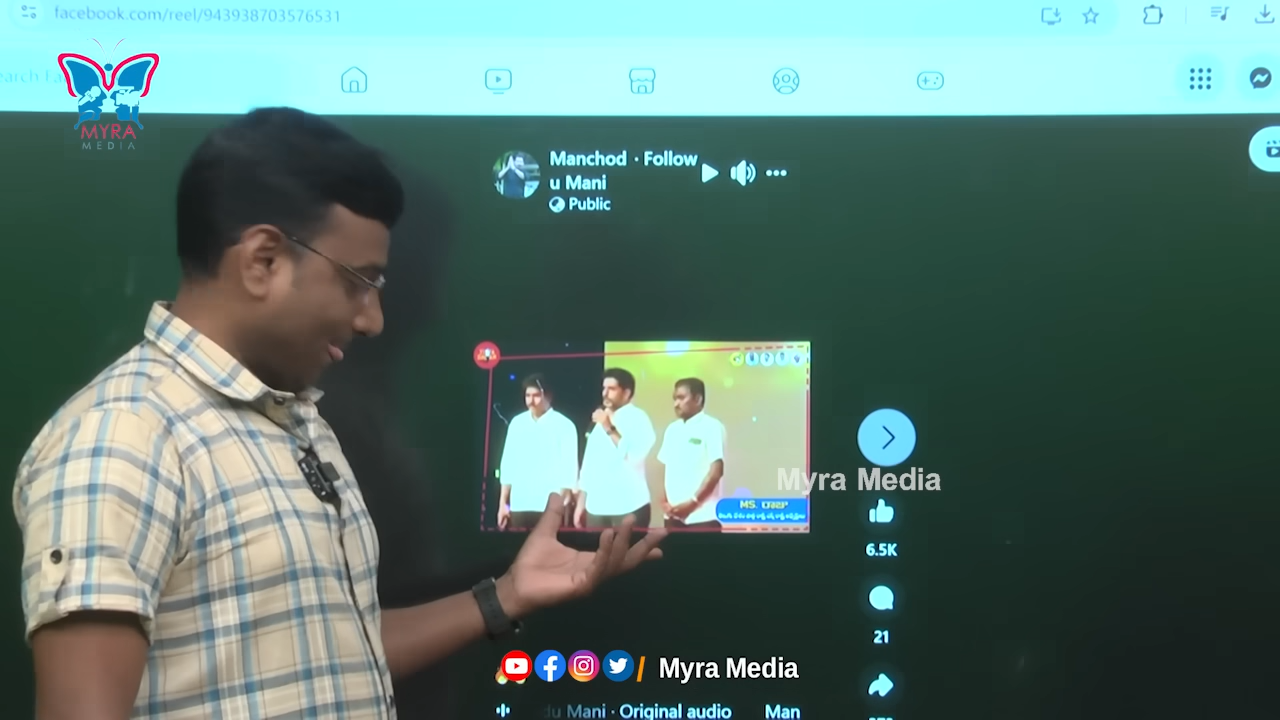 facebook.com/reel/943938703576531
MYRA
MEDIA
Manchod · Follow
u Mani
Public
MS. రాజు
Myra Media
6.5K
21
Myra Media
du Mani · Original audio Man